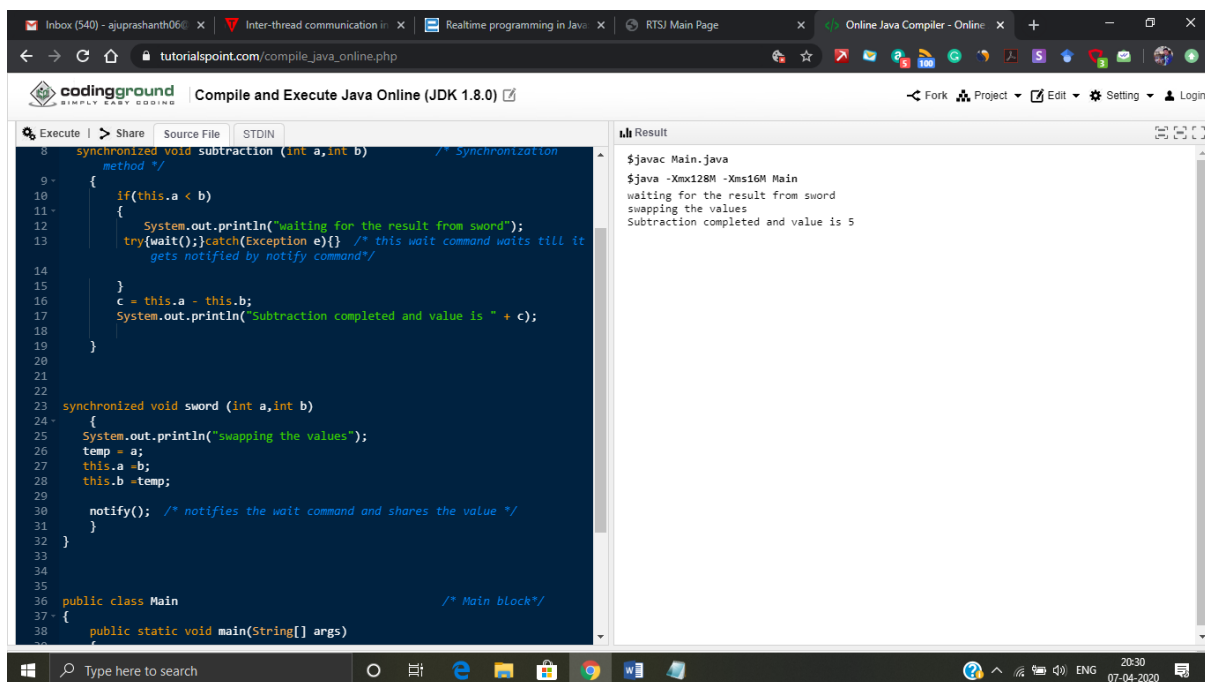 Inbox (540) - ajuprashanth06@
Inter-thread communication in
Realtime programming in Java
RTSJ Main Page
Online Java Compiler - Online
tutorialspoint.com/compile_java_online.php
codingground
SIMPLY EASY CODING
Compile and Execute Java Online (JDK 1.8.0)
Fork Project Edit Setting Login
Execute | > Share Source File STDIN
8 synchronized void subtraction (int a,int b) /* Synchronization
method */
9 {
10 if(this.a < b)
11 {
12 System.out.println("waiting for the result from sword");
13 try{wait();}catch(Exception e){} /* this wait command waits till it
gets notified by notify command*/
14
15 }
16 c = this.a - this.b;
17 System.out.println("Subtraction completed and value is " + c);
18
19 }
20
21
22
23 synchronized void sword (int a,int b)
24 {
25 System.out.println("swapping the values");
26 temp = a;
27 this.a =b;
28 this.b =temp;
29
30 notify(); /* notifies the wait command and shares the value */
31 }
32 }
33
34
35
36 public class Main /* Main block*/
37 {
38 public static void main(String[] args)
Result
$javac Main.java
$java -Xmx128M -Xms16M Main
waiting for the result from sword
swapping the values
Subtraction completed and value is 5
Type here to search
ENG
20:30
07-04-2020